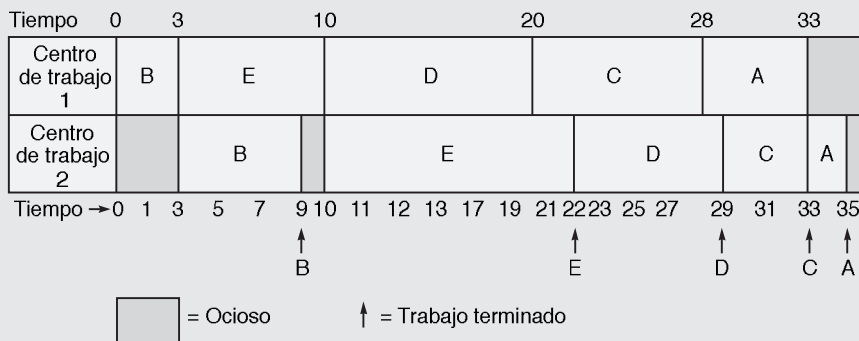 Tiempo 0 3 10 20 28 33
Centro de trabajo 1 B E D C A
Centro de trabajo 2 B E D C A
Tiempo → 0 1 3 5 7 9 10 11 12 13 17 19 21 22 23 25 27 29 31 33 35
B E D C A
= Ocioso ↑ = Trabajo terminado